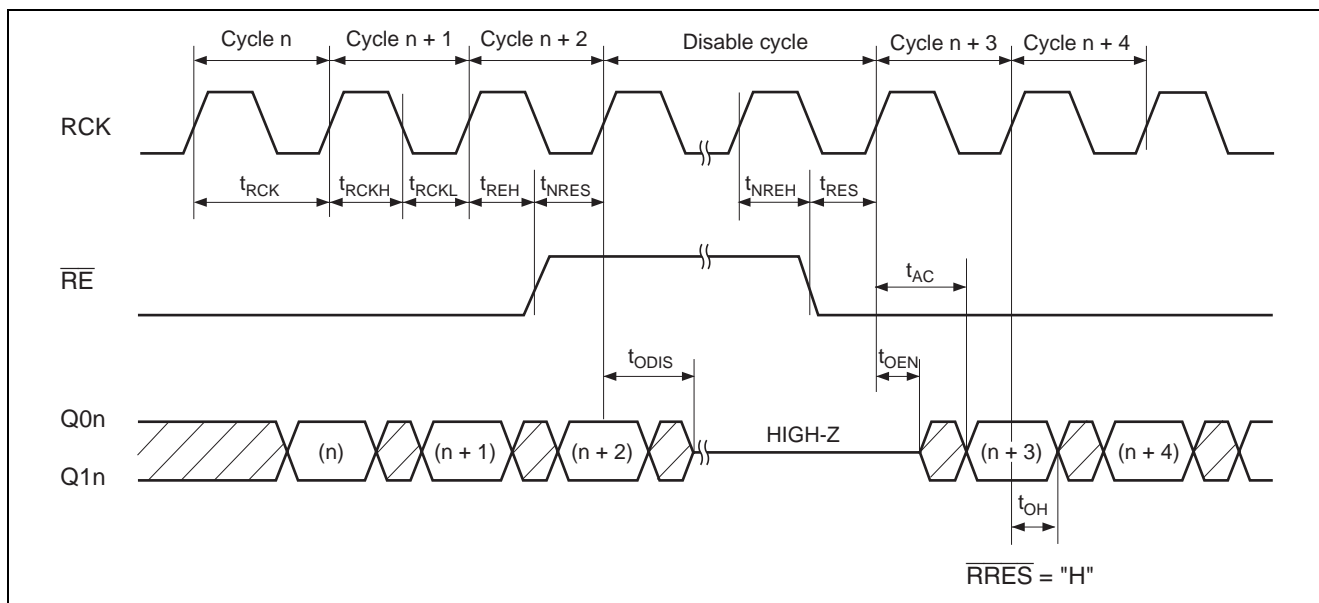 Cycle n Cycle n + 1 Cycle n + 2 Disable cycle Cycle n + 3 Cycle n + 4
RCK
tRCK tRCKH tRCKL tREH tNRES tNREH tRES
RE
tAC
tODIS tOEN
Q0n
(n) (n + 1) (n + 2) HIGH-Z (n + 3) (n + 4)
Q1n
tOH
RRES = "H"